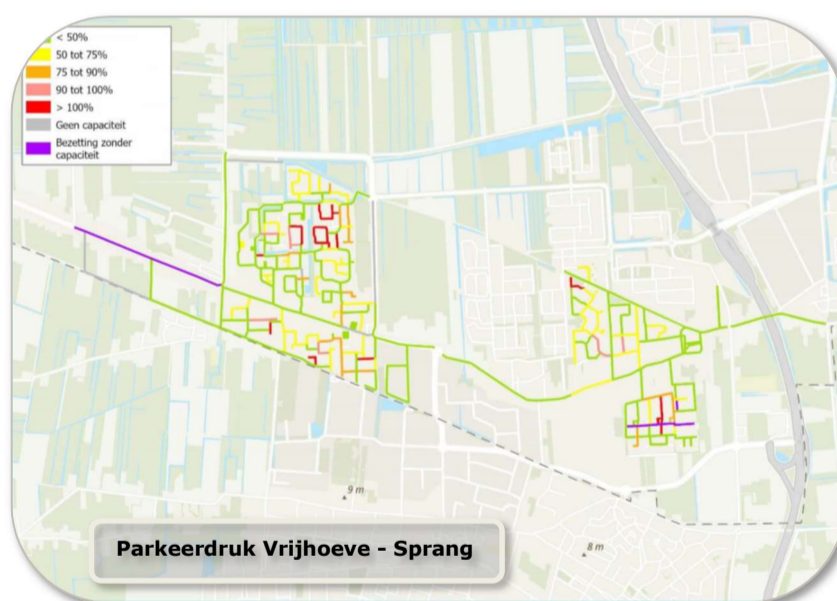 < 50%
50 tot 75%
75 tot 90%
90 tot 100%
> 100%
Geen capaciteit
Bezetting zonder
capaciteit
9 m
8 m
Parkeerdruk Vrijhoeve - Sprang